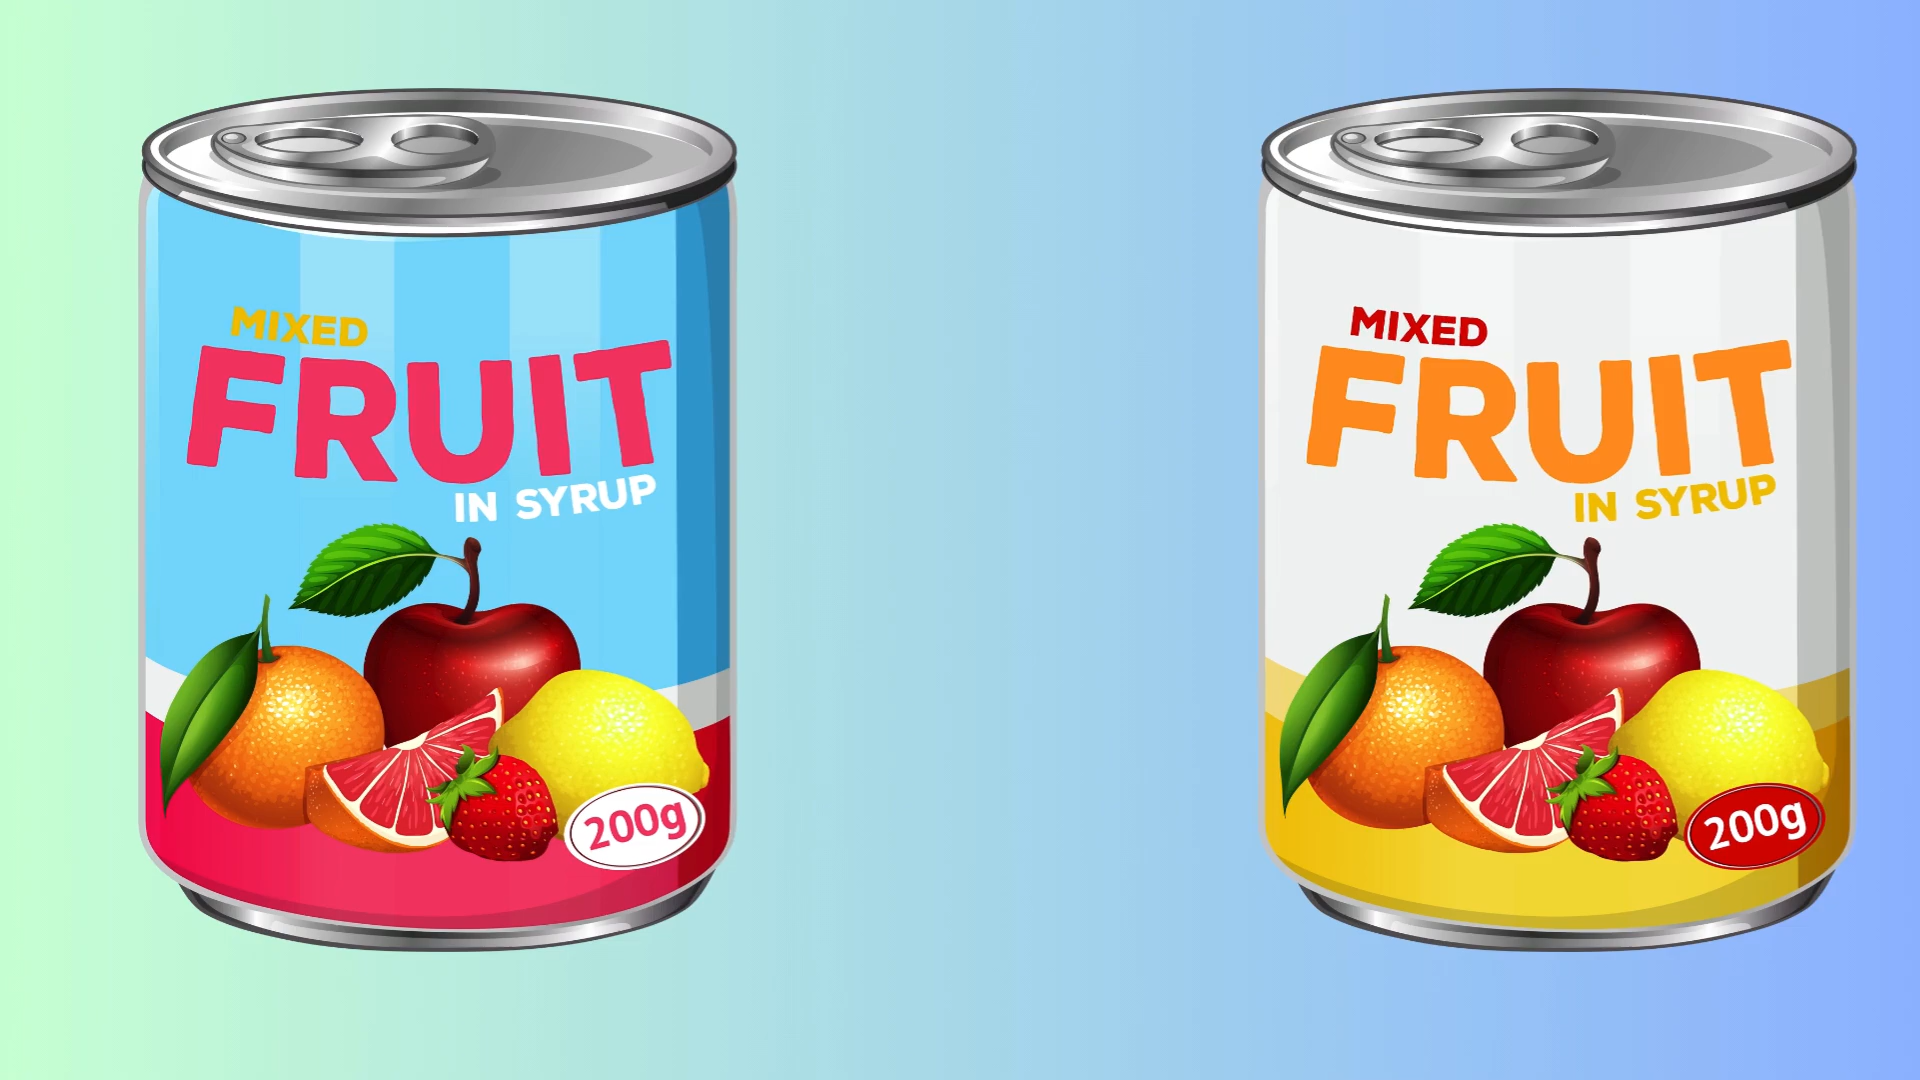 MIXED
FRUIT
IN SYRUP
200g
MIXED
FRUIT
IN SYRUP
200g